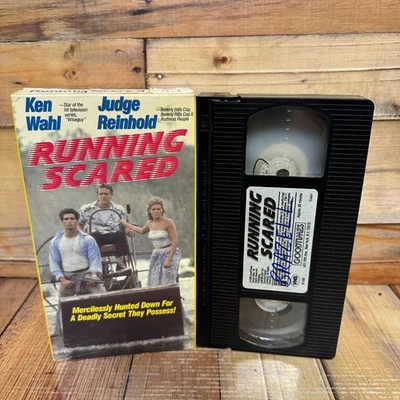 Ken
Wahl
—Star of the
hit television
series,
"Wiseguy"
Judge
Reinhold
—Beverly Hills Cop,
Beverly Hills Cop II,
Ruthless People
RUNNING
SCARED
Mercilessly Hunted Down For
A Deadly Secret They Possess!
RUNNING
SCARED
GOODTIMES
VHS